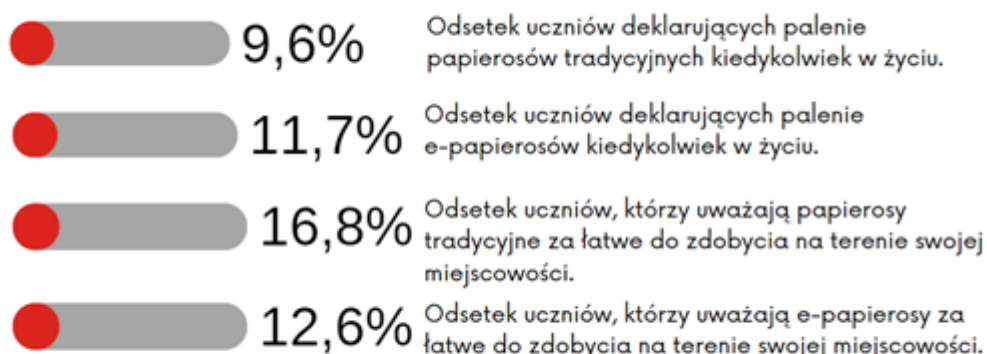 9,6%
Odsetek uczniów deklarujących palenie
papierosów tradycyjnych kiedykolwiek w życiu.
11,7%
Odsetek uczniów deklarujących palenie
e-papierosów kiedykolwiek w życiu.
16,8%
Odsetek uczniów, którzy uważają papierosy
tradycyjne za łatwe do zdobycia na terenie swojej
miejscowości.
12,6%
Odsetek uczniów, którzy uważają e-papierosy za
łatwe do zdobycia na terenie swojej miejscowości.